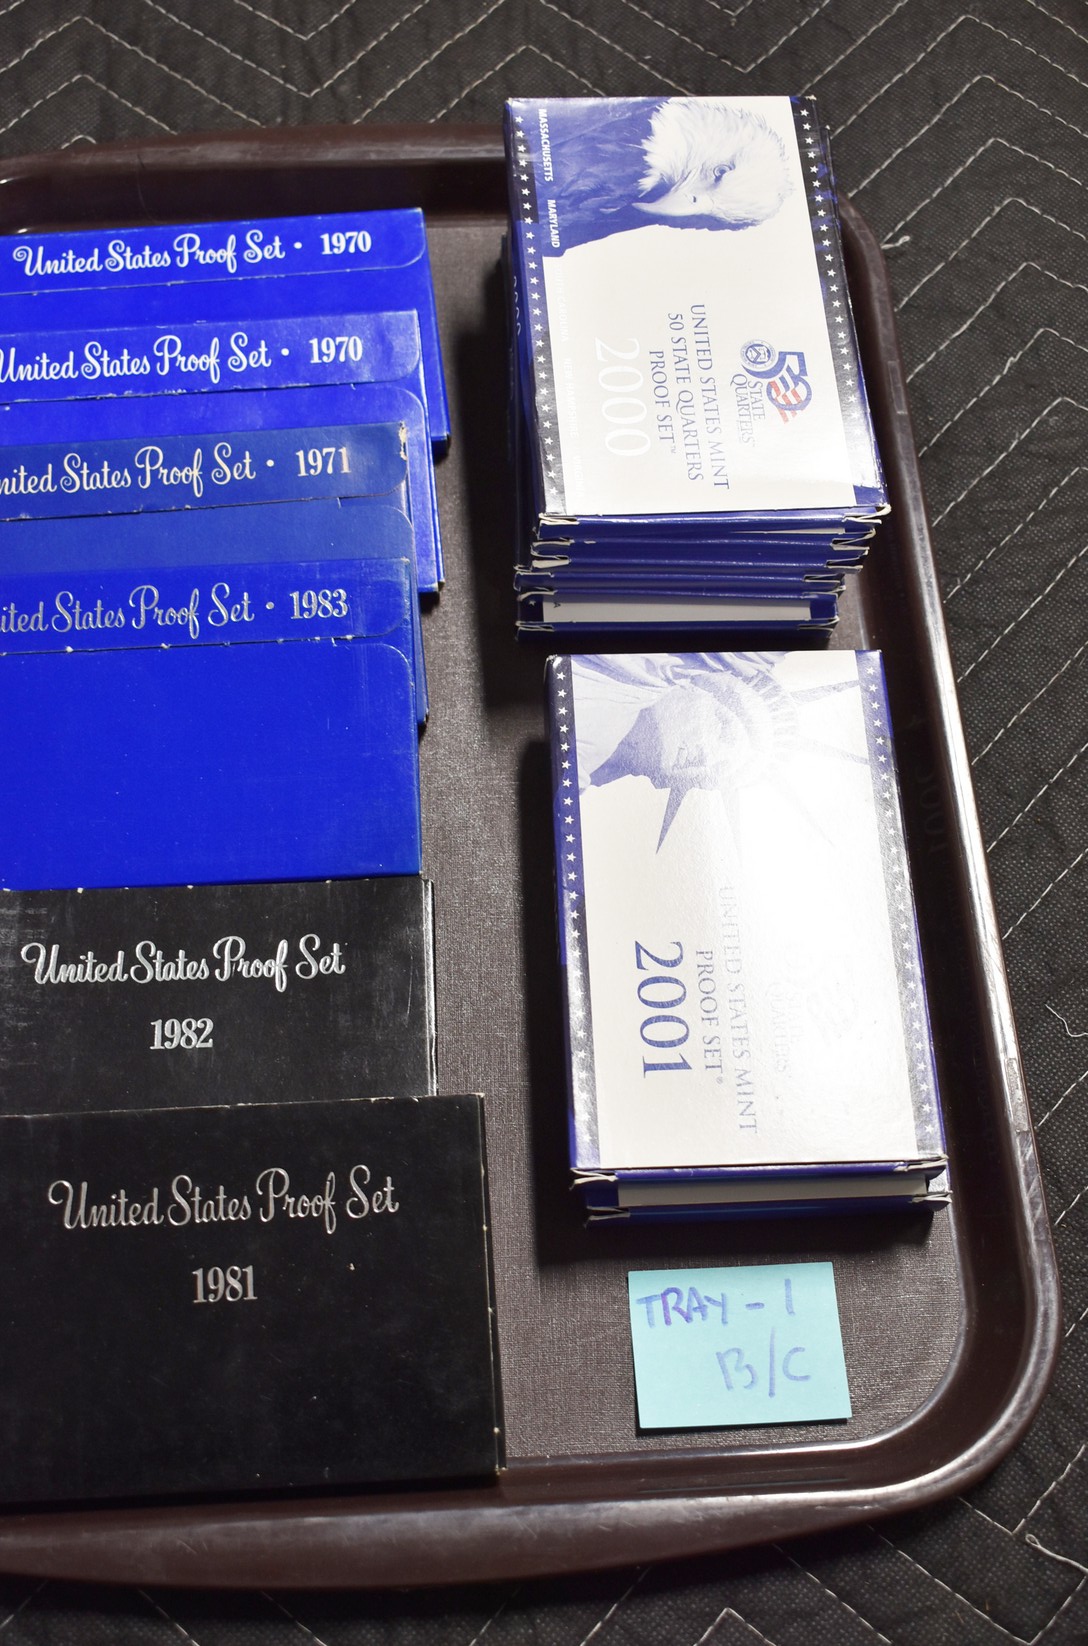 United States Proof Set • 1970
United States Proof Set • 1970
nited States Proof Set • 1971
ited States Proof Set • 1983
United States Proof Set
1982
United States Proof Set
1981
MASSACHUSETTS MARYLAND
50
STATE
QUARTERS
UNITED STATES MINT
50 STATE QUARTERS
PROOF SET™
2000
UNITED STATES MINT
PROOF SET®
2001
TRAY - 1
B/C